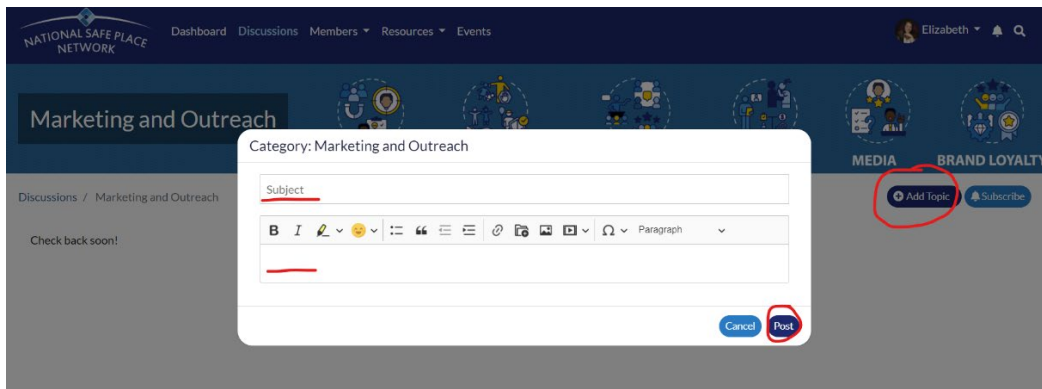 NATIONAL SAFE PLACE
NETWORK
Dashboard Discussions Members Resources Events
Elizabeth
Marketing and Outreach
MEDIA BRAND LOYALTY
Category: Marketing and Outreach
Subject
Discussions / Marketing and Outreach
Add Topic Subscribe
B I Ω Paragraph
Check back soon!
Cancel Post